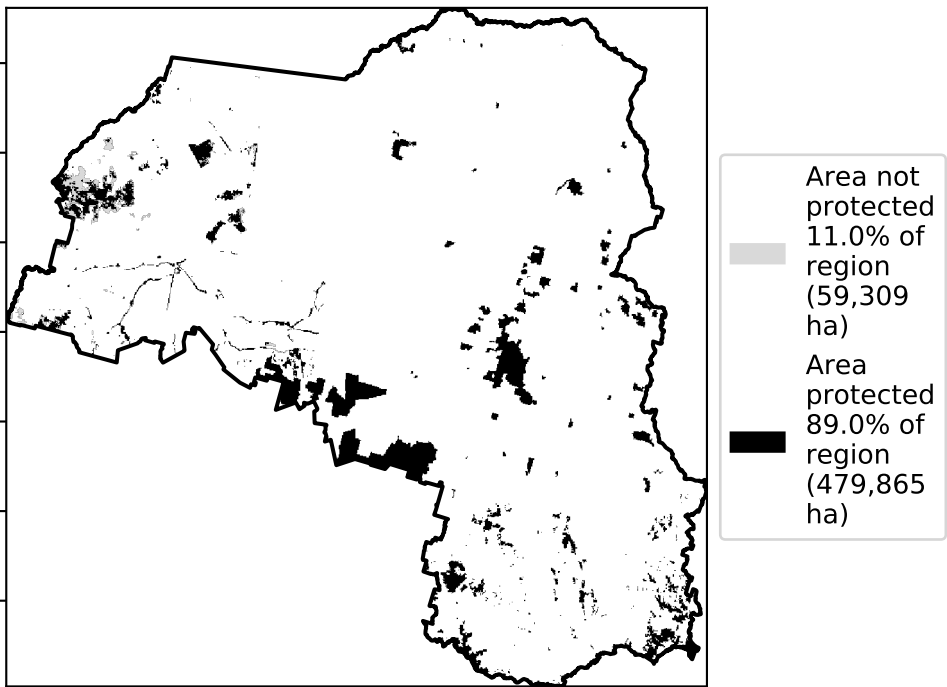 Area not
protected
11.0% of
region
(59,309
ha)
Area
protected
89.0% of
region
(479,865
ha)